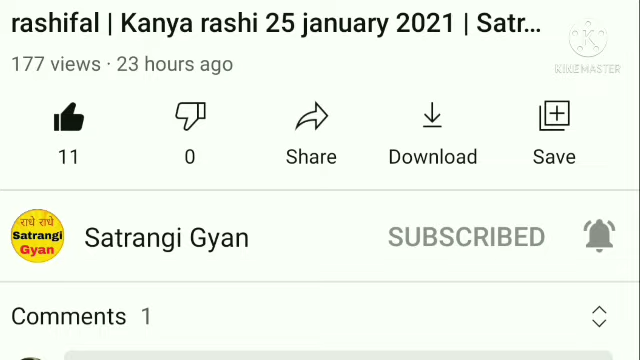 rashifal | Kanya rashi 25 january 2021 | Satr...
KINEMASTER
177 views · 23 hours ago
11
0
Share
Download
Save
राधे राधे
Satrangi
Gyan
Satrangi Gyan
SUBSCRIBED
Comments 1